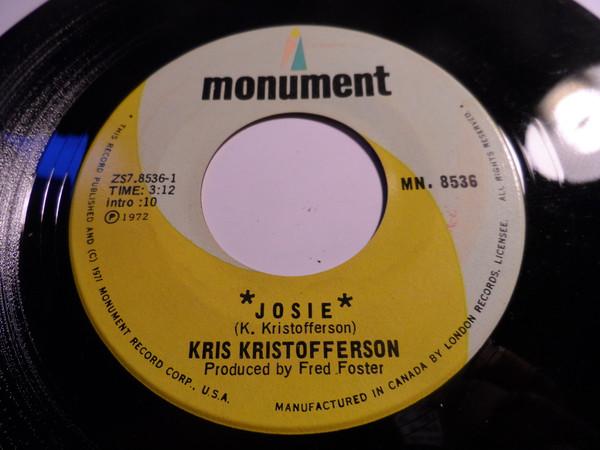 monument
ZS7.8536-1
TIME: 3:12
intro :10
Ⓟ 1972
MN. 8536
*JOSIE*
(K. Kristofferson)
KRIS KRISTOFFERSON
Produced by Fred Foster
• THIS RECORD PUBLISHED AND (C) 1971 MONUMENT RECORD CORP., U.S.A.
MANUFACTURED IN CANADA BY LONDON RECORDS, LICENSEE. ALL RIGHTS RESERVED. •